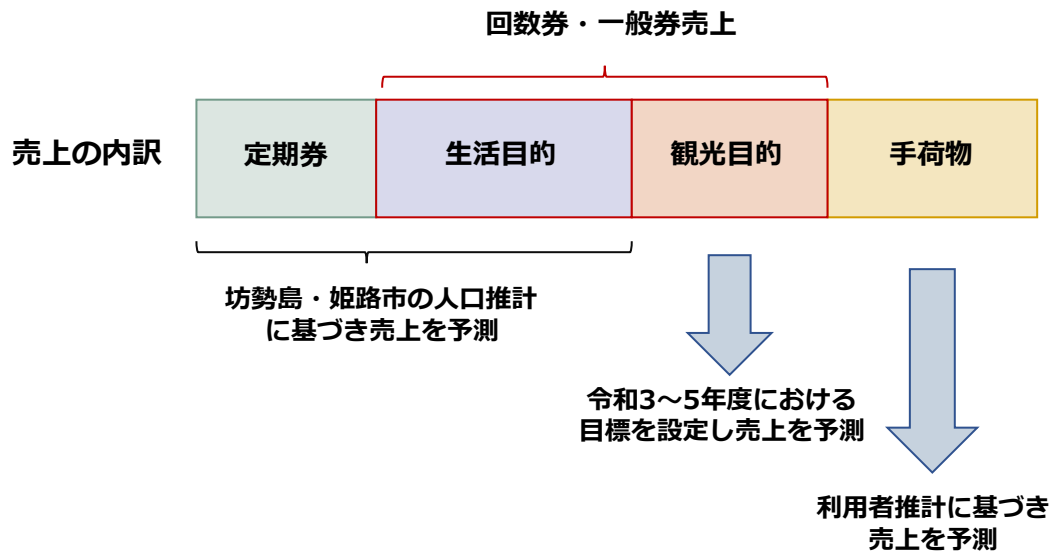 回数券・一般券売上
売上の内訳
定期券
生活目的
観光目的
手荷物
坊勢島・姫路市の人口推計
に基づき売上を予測
令和3～5年度における
目標を設定し売上を予測
利用者推計に基づき
売上を予測